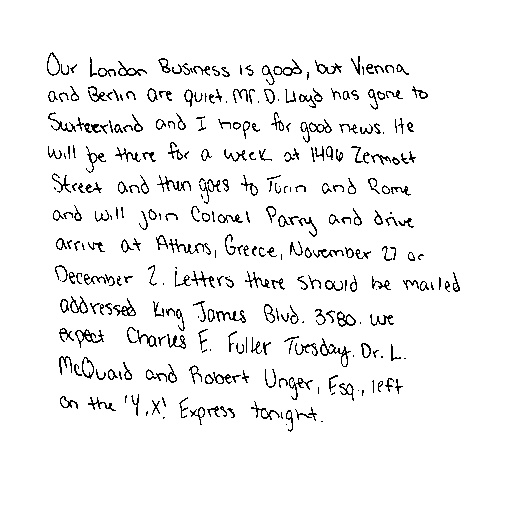 Our London Business is good, but Vienna
and Berlin are quiet. Mr. D. Lloyd has gone to
Switzerland and I hope for good news. He
will be there for a week at 1496 Zermott
Street and then goes to Turin and Rome
and will join Colonel Parry and drive
arrive at Athens, Greece, November 27 or
December 2. Letters there should be mailed
addressed King James Blvd. 3580. we
expect Charles E. Fuller Tuesday. Dr. L.
McQuaid and Robert Unger, Esq., left
on the 'Y.X'. Express tonight.